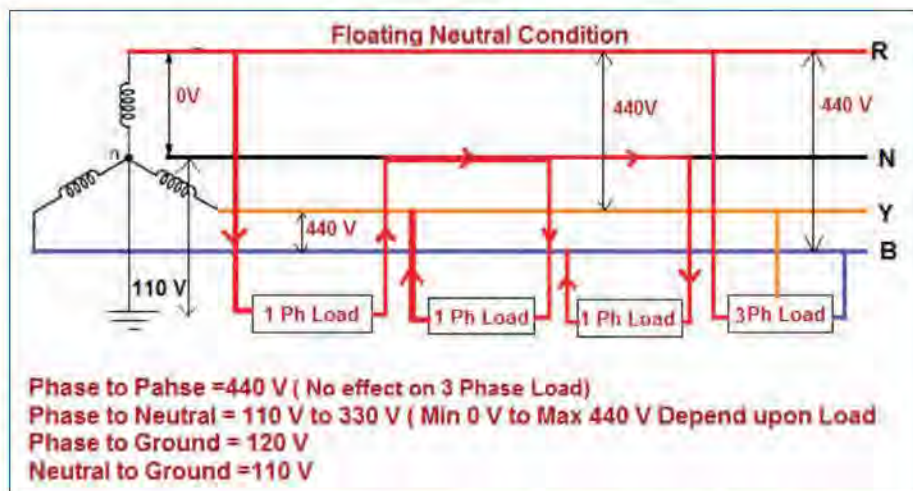 Floating Neutral Condition
R
0V
440V
440 V
n
N
Y
440 V
B
110 V
1 Ph Load
1 Ph Load
1 Ph Load
3Ph Load
Phase to Pahse =440 V ( No effect on 3 Phase Load)
Phase to Neutral = 110 V to 330 V ( Min 0 V to Max 440 V Depend upon Load
Phase to Ground = 120 V
Neutral to Ground =110 V